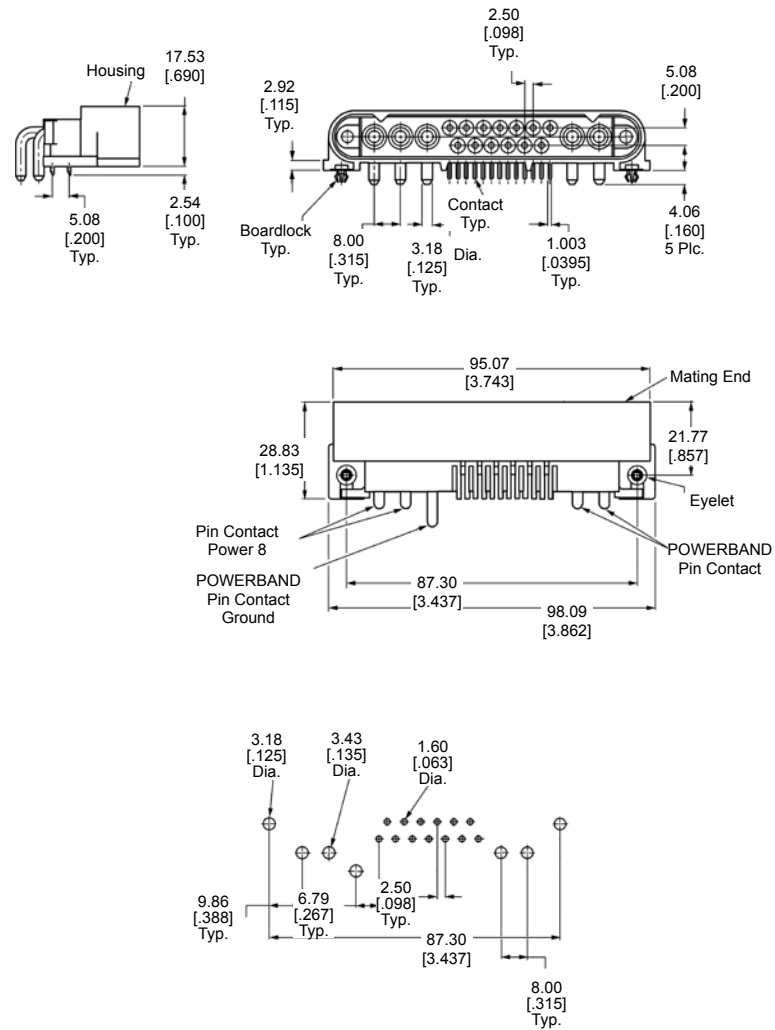 17.53
[.690]
Housing
5.08
[.200]
Typ.
2.54
[.100]
Typ.
2.50
[.098]
Typ.
2.92
[.115]
Typ.
5.08
[.200]
Boardlock
Typ.
8.00
[.315]
Typ.
3.18
[.125]
Typ.
Dia.
Contact
Typ.
1.003
[.0395]
Typ.
4.06
[.160]
5 Plc.
95.07
[3.743]
Mating End
28.83
[1.135]
21.77
[.857]
Eyelet
Pin Contact
Power 8
POWERBAND
Pin Contact
Ground
POWERBAND
Pin Contact
87.30
[3.437]
98.09
[3.862]
3.18
[.125]
Dia.
3.43
[.135]
Dia.
1.60
[.063]
Dia.
9.86
[.388]
Typ.
6.79
[.267]
Typ.
2.50
[.098]
Typ.
87.30
[3.437]
8.00
[.315]
Typ.